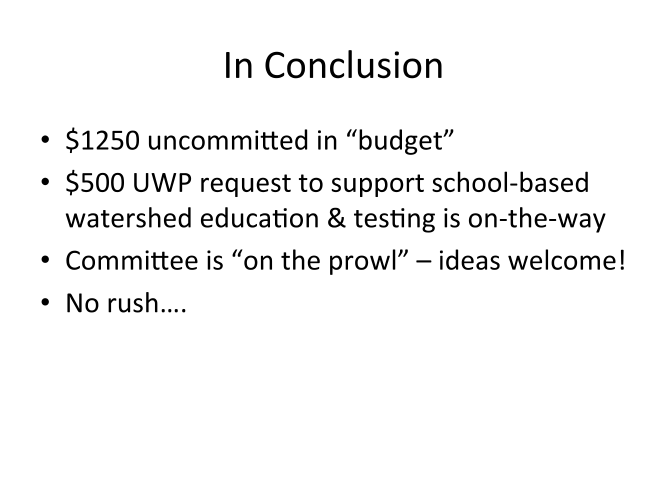 In Conclusion
• $1250 uncommitted in “budget”
• $500 UWP request to support school-based
watershed education & testing is on-the-way
• Committee is “on the prowl” – ideas welcome!
• No rush….